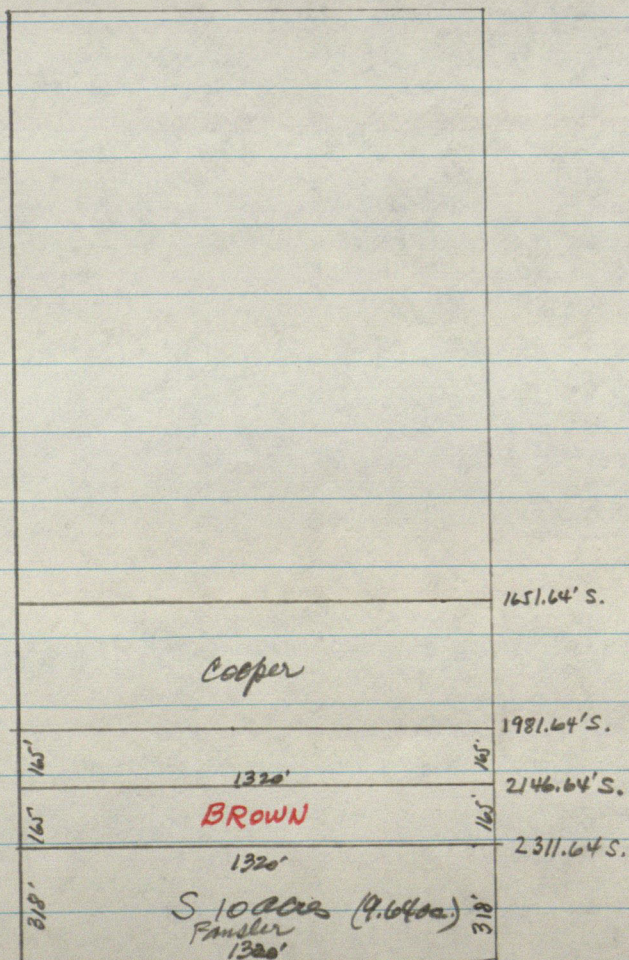 1651.64' S.
Cooper
1981.64' S.
165' 165'
1320'
2146.64' S.
165' BROWN 165'
2311.64 S.
1320'
318' S 10 acres (9.64 ac.) 318'
Fansler
1320'